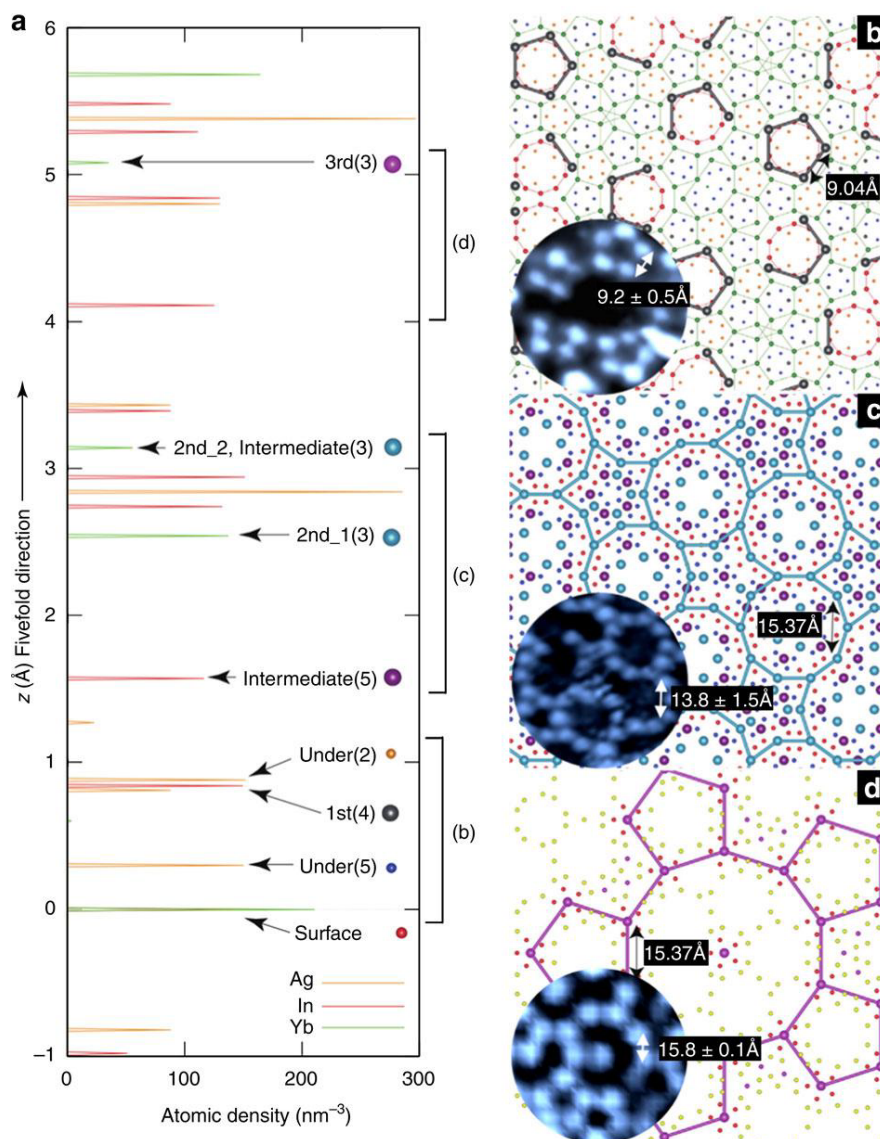 a
6
5
4
3
2
1
0
–1
z (Å) Fivefold direction
0
100
200
300
Atomic density (nm⁻³)
3rd(3)
(d)
2nd_2, Intermediate(3)
2nd_1(3)
(c)
Intermediate(5)
Under(2)
1st(4)
(b)
Under(5)
Surface
Ag
In
Yb
b
9.04Å
9.2 ± 0.5Å
c
15.37Å
13.8 ± 1.5Å
d
15.37Å
15.8 ± 0.1Å